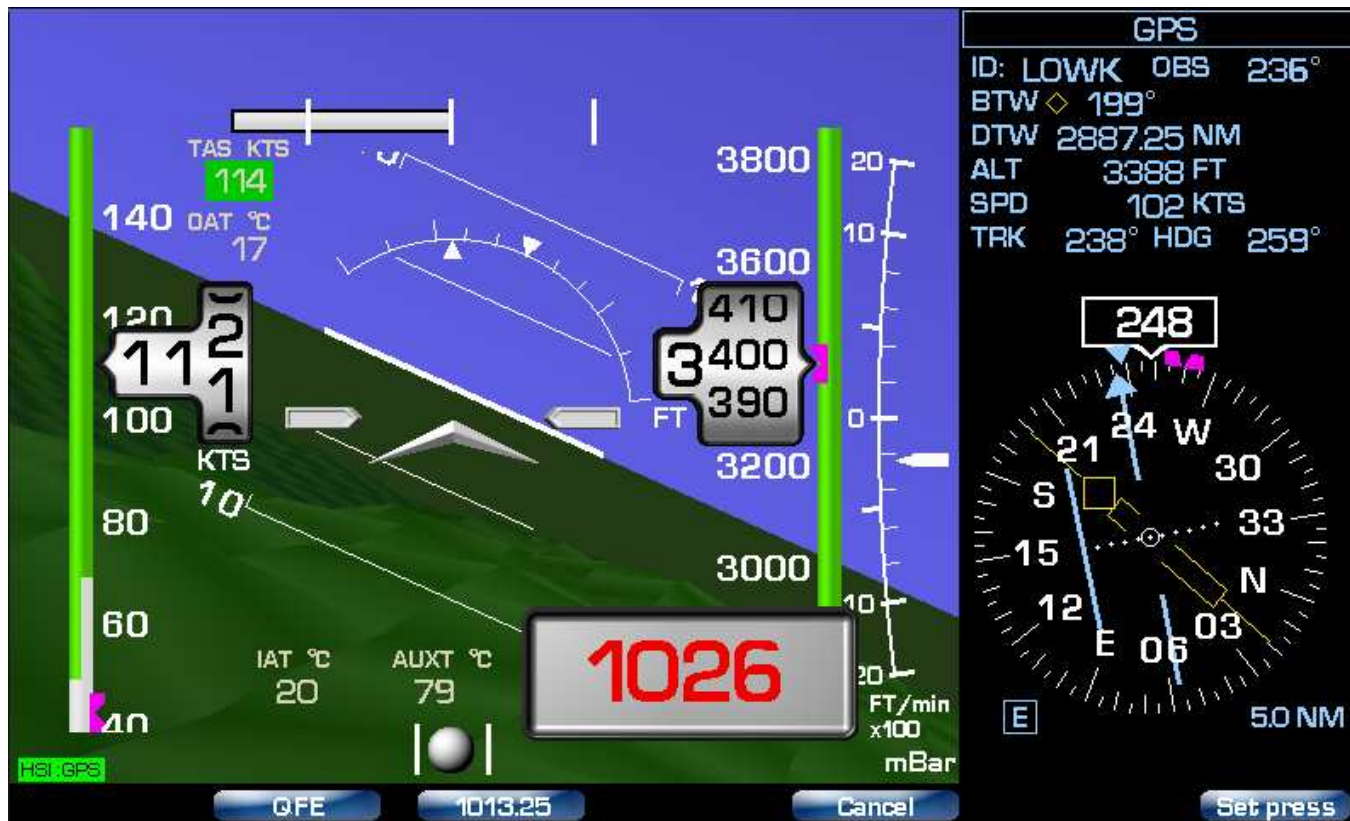 GPS
ID: LOWK OBS 236°
BTW 199°
DTW 2887.25 NM
ALT 3388 FT
SPD 102 KTS
TRK 238° HDG 259°
TAS KTS
114
OAT °C
17
140
120
11 2 1
100
KTS
80
60
40
10
3800
3600
410
3 400
390
FT
3200
3000
20
10
0
10
20
FT/min
x100
mBar
1026
IAT °C
20
AUXT °C
79
HSI:GPS
248
24
W
30
33
N
03
06
E
12
15
S
21
E
5.0 NM
QFE
1013.25
Cancel
Set press